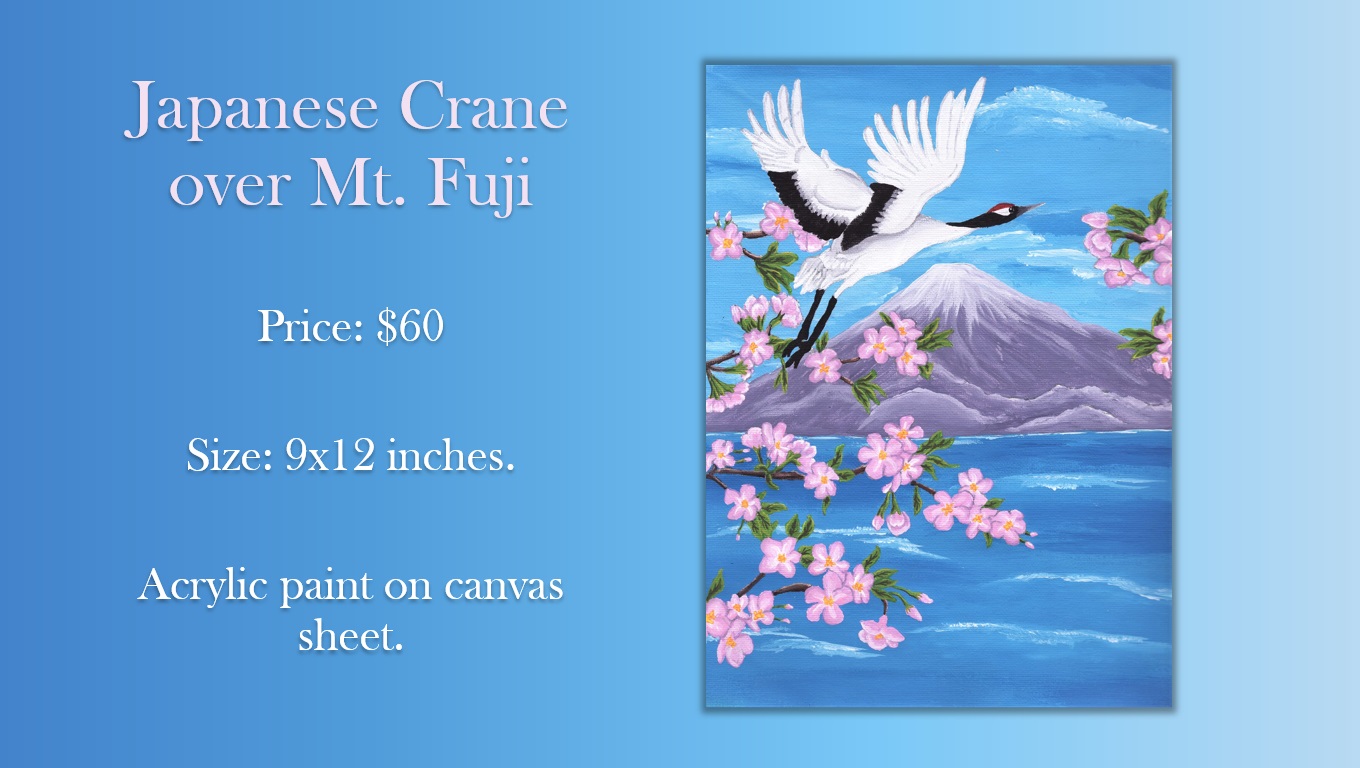 Japanese Crane
over Mt. Fuji
Price: $60
Size: 9x12 inches.
Acrylic paint on canvas
sheet.